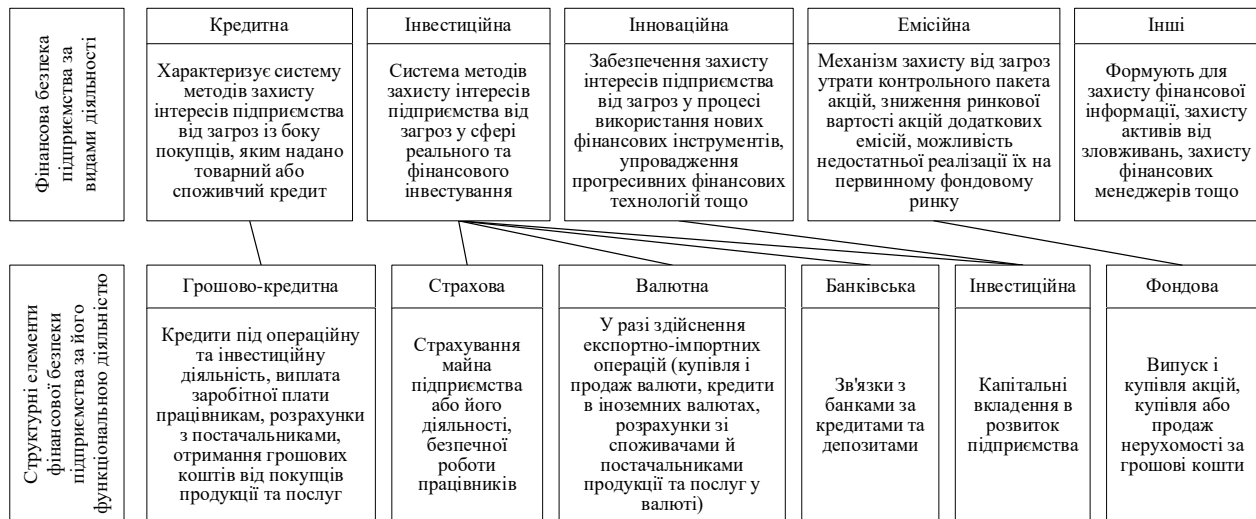 Фінансова безпека
підприємства за
видами діяльності
Кредитна
Характеризує систему
методів захисту
інтересів підприємства
від загроз із боку
покупців, яким надано
товарний або
споживчий кредит
Інвестиційна
Система методів
захисту інтересів
підприємства від
загроз у сфері
реального та
фінансового
інвестування
Інноваційна
Забезпечення захисту
інтересів підприємства
від загроз у процесі
використання нових
фінансових інструментів,
упровадження
прогресивних фінансових
технологій тощо
Емісійна
Механізм захисту від загроз
утрати контрольного пакета
акцій, зниження ринкової
вартості акцій додаткових
емісій, можливість
недостатньої реалізації їх на
первинному фондовому
ринку
Інші
Формують для
захисту фінансової
інформації, захисту
активів від
зловживань, захисту
фінансових
менеджерів тощо
Структурні елементи
фінансової безпеки
підприємства за його
функціональною діяльністю
Грошово-кредитна
Кредити під операційну
та інвестиційну
діяльність, виплата
заробітної плати
працівникам, розрахунки
з постачальниками,
отримання грошових
коштів від покупців
продукції та послуг
Страхова
Страхування
майна
підприємства
або його
діяльності,
безпечної
роботи
працівників
Валютна
У разі здійснення
експортно-імпортних
операцій (купівля і
продаж валюти, кредити
в іноземних валютах,
розрахунки зі
споживачами й
постачальниками
продукції та послуг у
валюті)
Банківська
Зв'язки з
банками за
кредитами та
депозитами
Інвестиційна
Капітальні
вкладення в
розвиток
підприємства
Фондова
Випуск і
купівля акцій,
купівля або
продаж
нерухомості за
грошові кошти